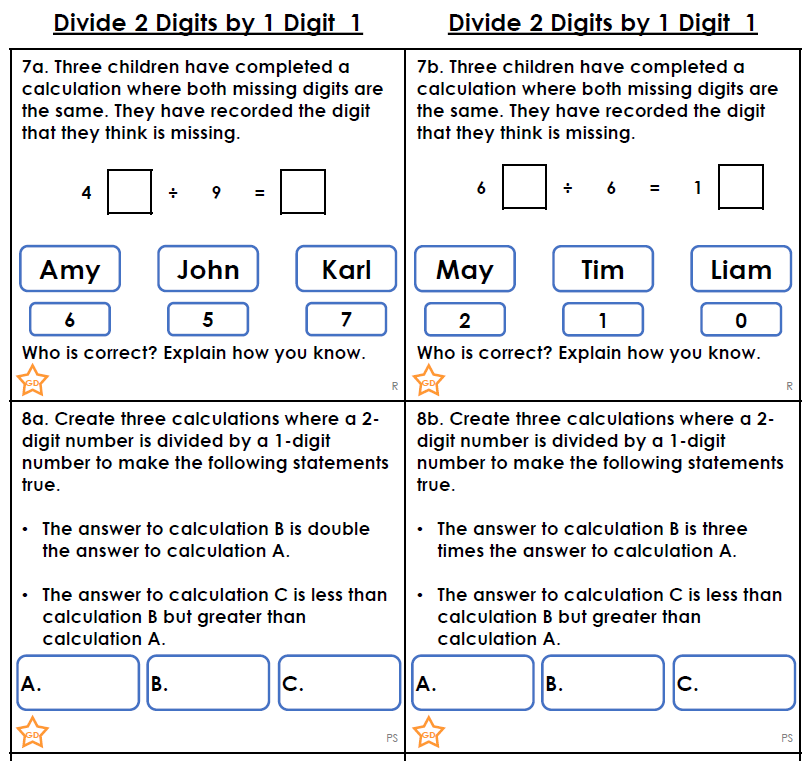 Divide 2 Digits by 1 Digit 1
7a. Three children have completed a
calculation where both missing digits are
the same. They have recorded the digit
that they think is missing.
4 ÷ 9 =
Amy John Karl
6 5 7
Who is correct? Explain how you know.
GD
R
Divide 2 Digits by 1 Digit 1
7b. Three children have completed a
calculation where both missing digits are
the same. They have recorded the digit
that they think is missing.
6 ÷ 6 = 1
May Tim Liam
2 1 0
Who is correct? Explain how you know.
GD
R
8a. Create three calculations where a 2-
digit number is divided by a 1-digit
number to make the following statements
true.
• The answer to calculation B is double
the answer to calculation A.
• The answer to calculation C is less than
calculation B but greater than
calculation A.
A. B. C.
GD
PS
8b. Create three calculations where a 2-
digit number is divided by a 1-digit
number to make the following statements
true.
• The answer to calculation B is three
times the answer to calculation A.
• The answer to calculation C is less than
calculation B but greater than
calculation A.
A. B. C.
GD
PS